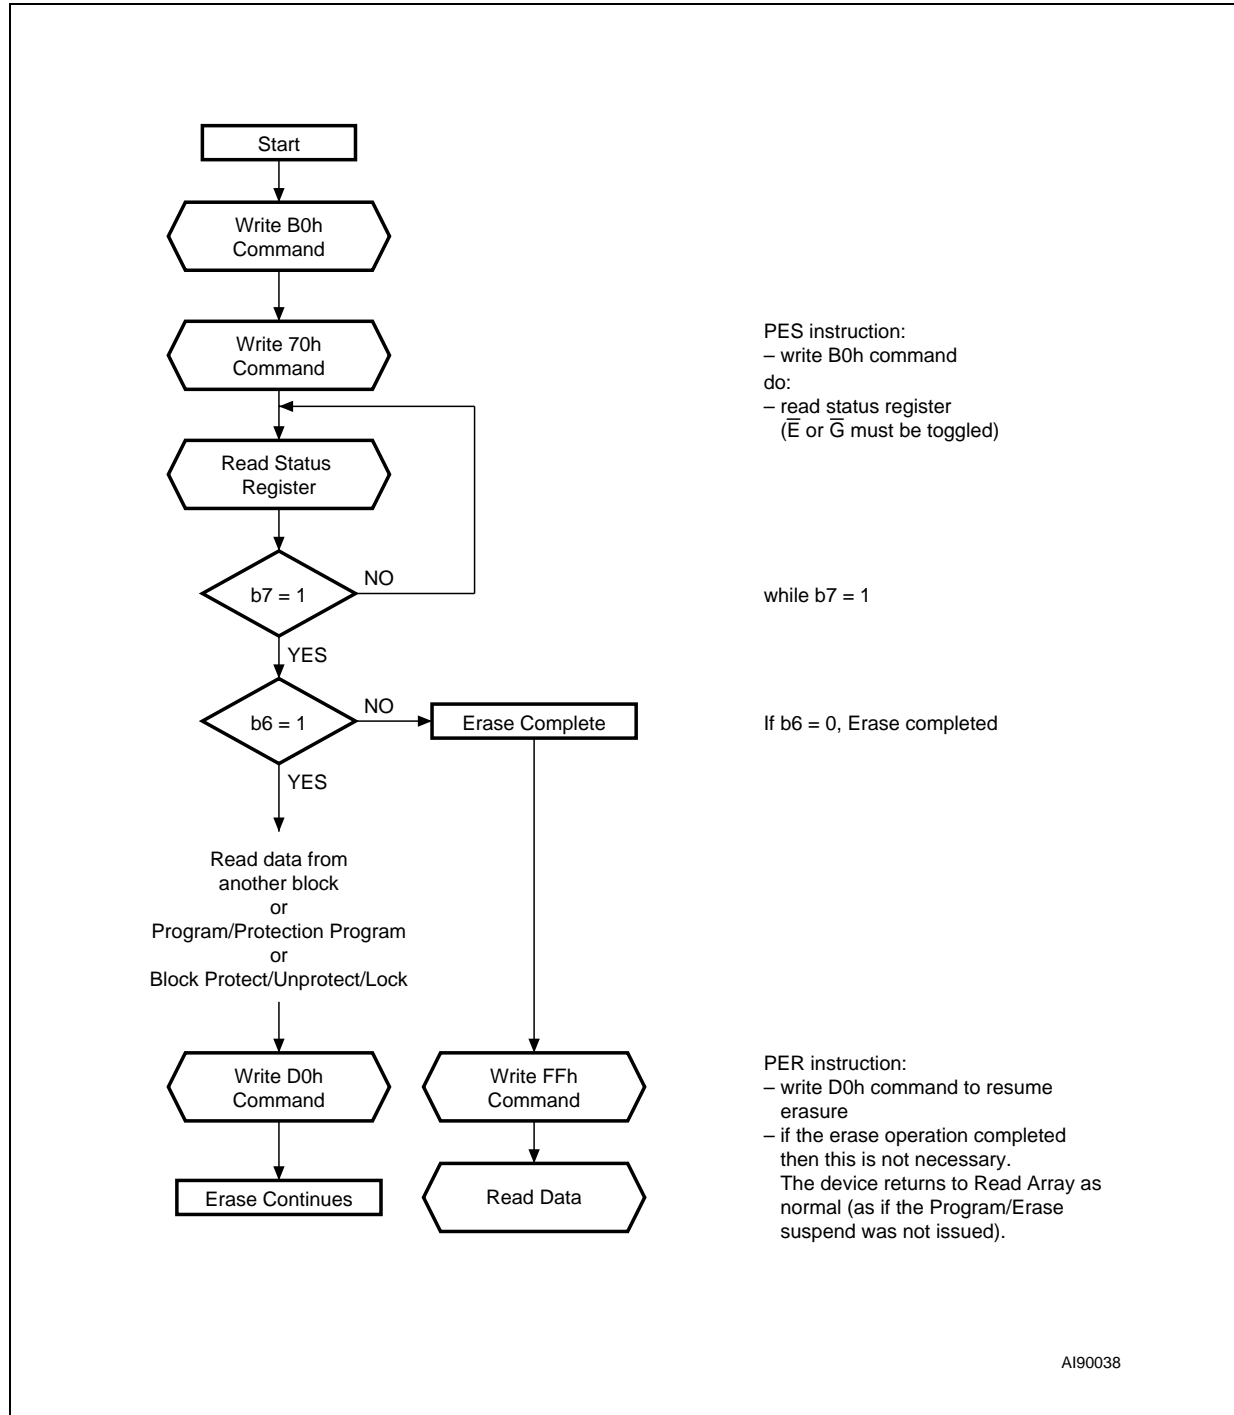 Start
Write B0h
Command
Write 70h
Command
PES instruction:
– write B0h command
do:
– read status register
(E̅ or G̅ must be toggled)
Read Status
Register
NO
b7 = 1
while b7 = 1
YES
NO
b6 = 1
Erase Complete
If b6 = 0, Erase completed
YES
Read data from
another block
or
Program/Protection Program
or
Block Protect/Unprotect/Lock
Write D0h
Command
Write FFh
Command
PER instruction:
– write D0h command to resume
erasure
– if the erase operation completed
then this is not necessary.
The device returns to Read Array as
normal (as if the Program/Erase
suspend was not issued).
Erase Continues
Read Data
AI90038